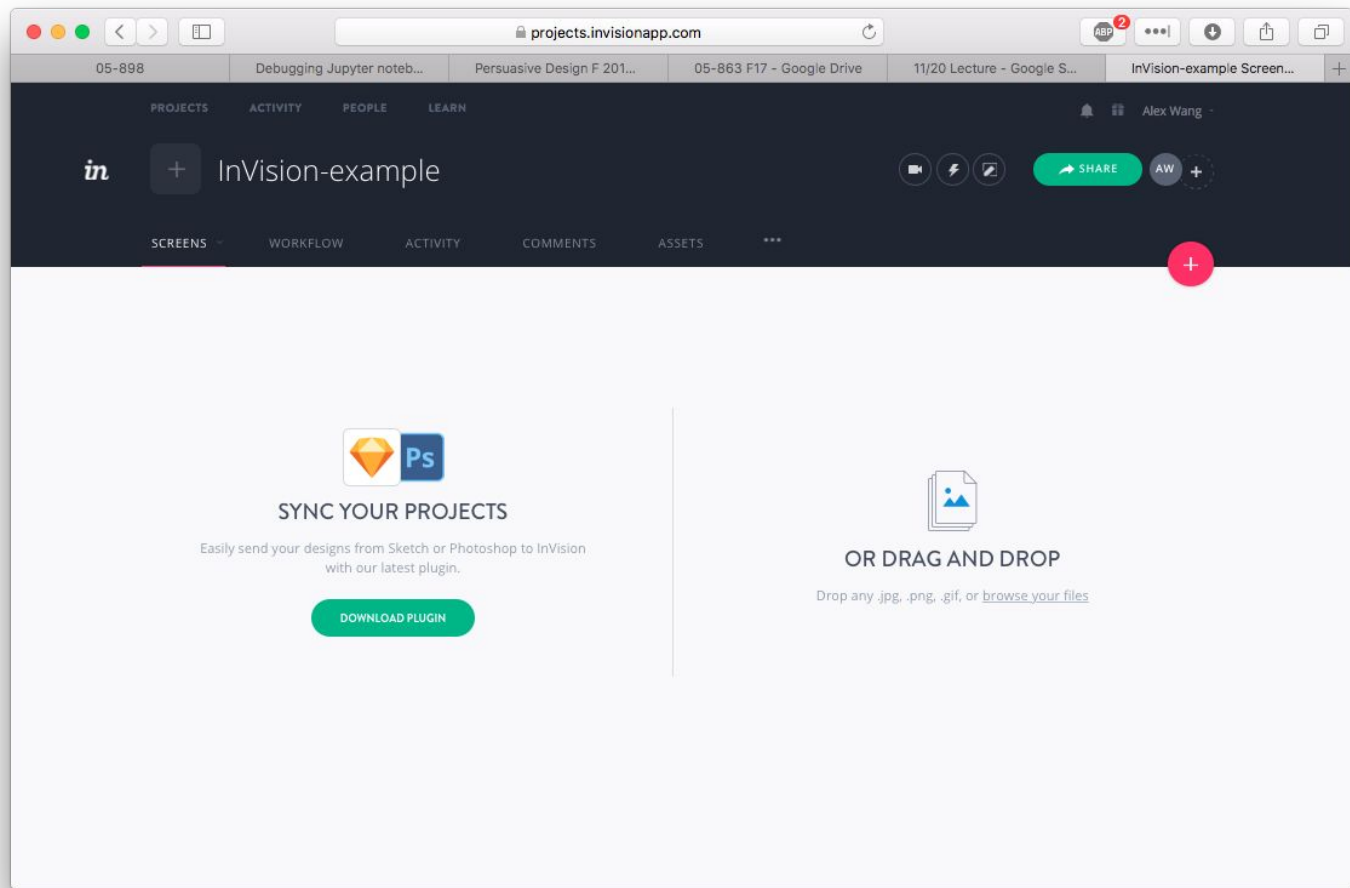 projects.invisionapp.com
ABP 2
05-898
Debugging Jupyter noteb...
Persuasive Design F 201...
05-863 F17 - Google Drive
11/20 Lecture - Google S...
InVision-example Screen...
PROJECTS ACTIVITY PEOPLE LEARN
Alex Wang
in
InVision-example
SHARE
AW
SCREENS WORKFLOW ACTIVITY COMMENTS ASSETS
Ps
SYNC YOUR PROJECTS
Easily send your designs from Sketch or Photoshop to InVision
with our latest plugin.
DOWNLOAD PLUGIN
OR DRAG AND DROP
Drop any .jpg, .png, .gif, or browse your files